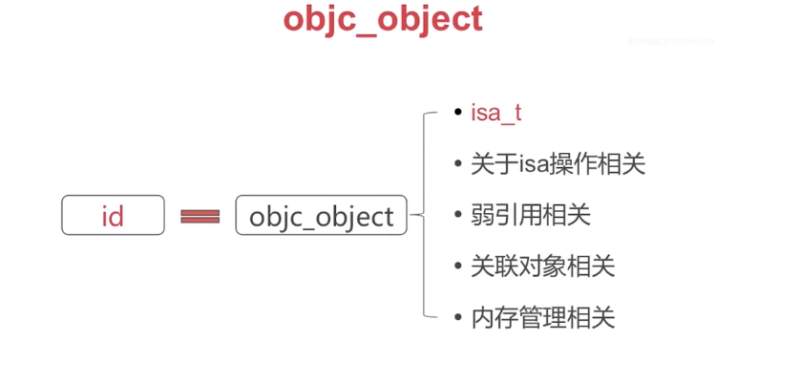 objc_object
id
objc_object
• isa_t
• 关于isa操作相关
• 弱引用相关
• 关联对象相关
• 内存管理相关